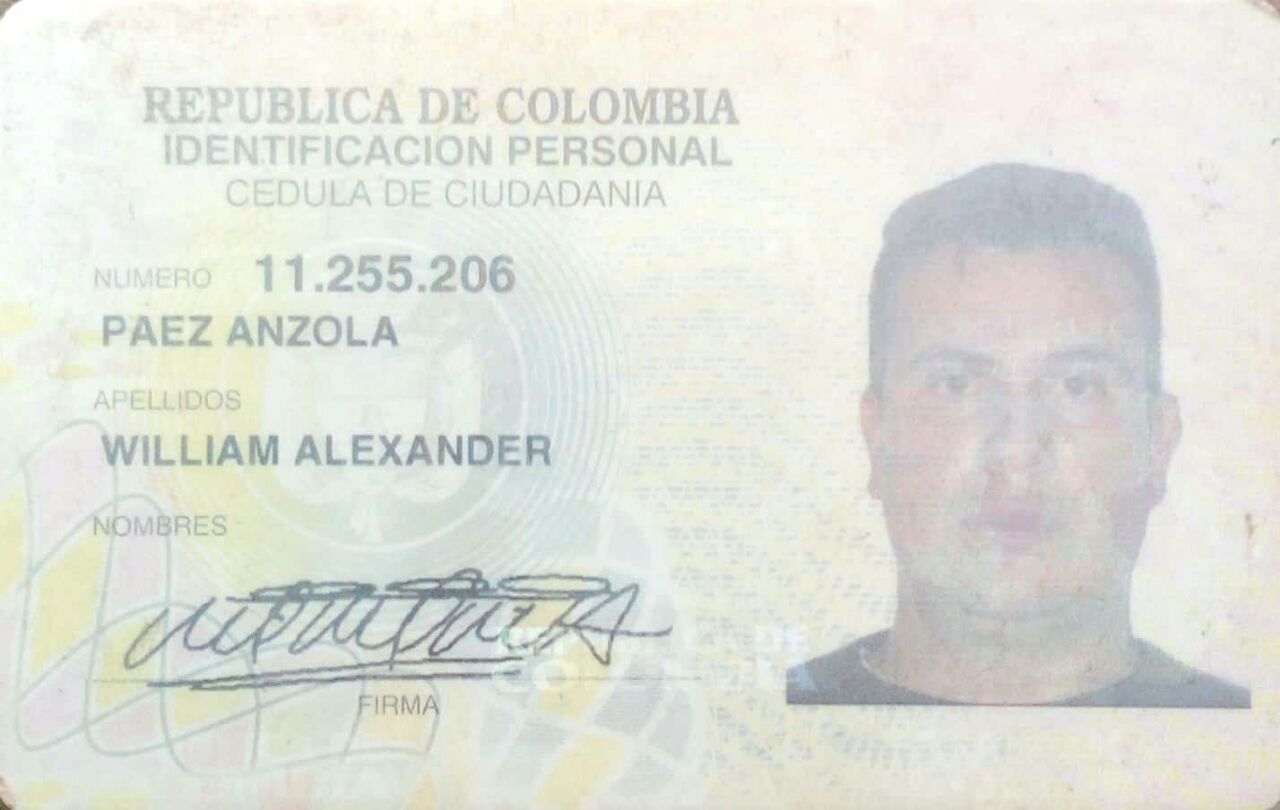 REPUBLICA DE COLOMBIA
IDENTIFICACION PERSONAL
CEDULA DE CIUDADANIA
NUMERO 11.255.206
PAEZ ANZOLA
APELLIDOS
WILLIAM ALEXANDER
NOMBRES
FIRMA